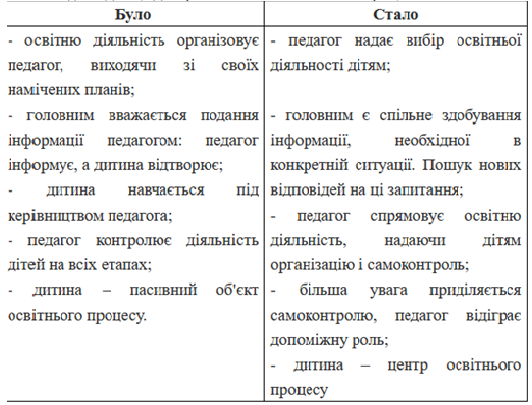 Було
- освітню діяльність організовує
педагог, виходячи зі своїх
намічених планів;
- головним вважається подання
інформації педагогом: педагог
інформує, а дитина відтворює;
- дитина навчається під
керівництвом педагога;
- педагог контролює діяльність
дітей на всіх етапах;
- дитина – пасивний об'єкт
освітнього процесу.
Стало
- педагог надає вибір освітньої
діяльності дітям;
- головним є спільне здобування
інформації, необхідної в
конкретній ситуації. Пошук нових
відповідей на ці запитання;
- педагог спрямовує освітню
діяльність, надаючи дітям
організацію і самоконтроль;
- більша увага приділяється
самоконтролю, педагог відіграє
допоміжну роль;
- дитина – центр освітнього
процесу